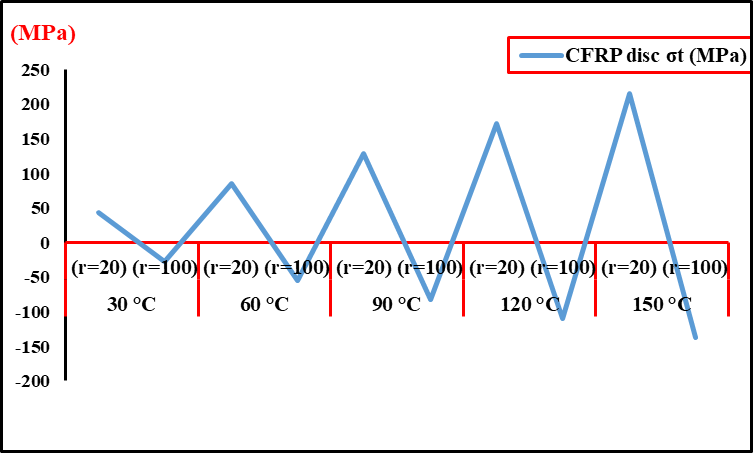 (MPa)
CFRP disc σt (MPa)
250
200
150
100
50
0
-50
-100
-150
-200
(r=20) (r=100) (r=20) (r=100) (r=20) (r=100) (r=20) (r=100) (r=20) (r=100)
30 °C 60 °C 90 °C 120 °C 150 °C